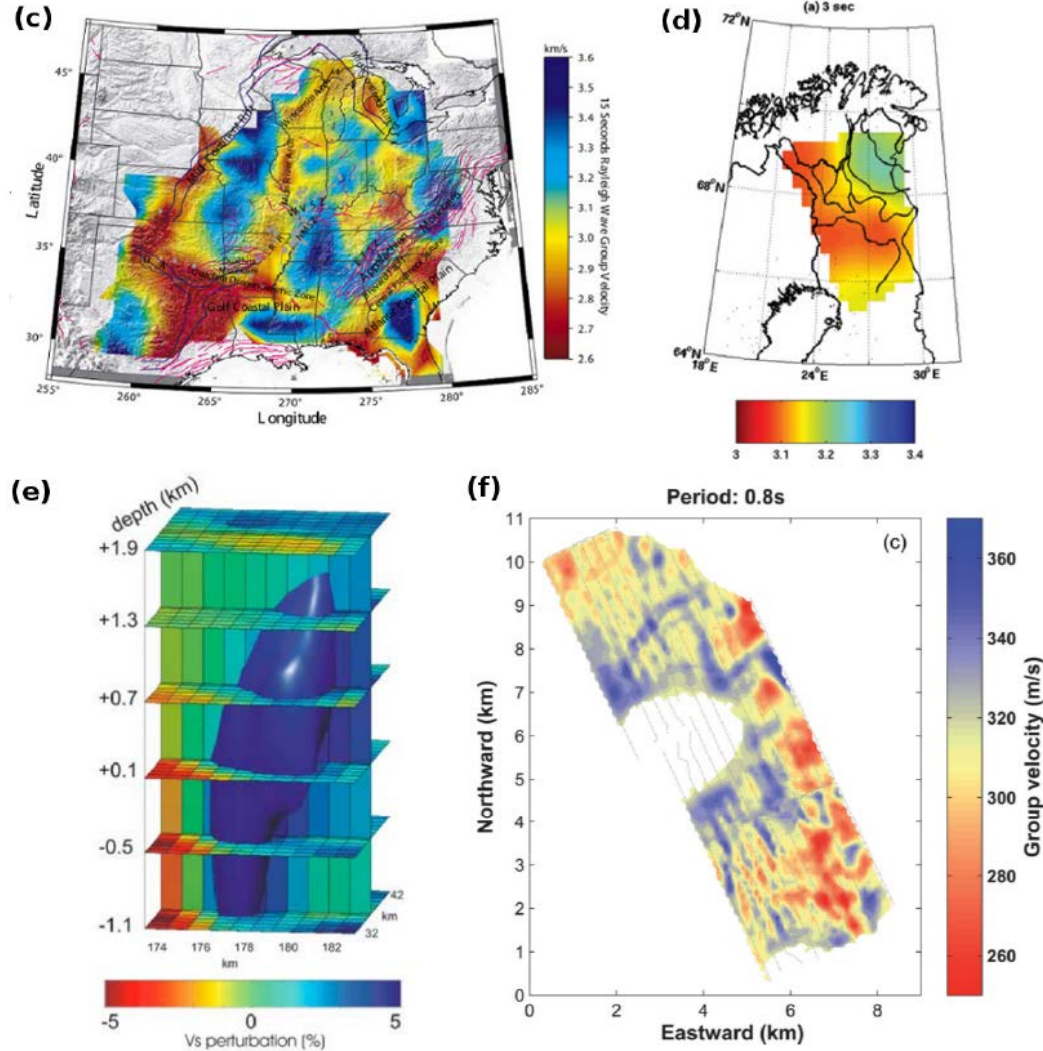 (c)
km/s
3.6
3.5
3.4
3.3
3.2
3.1
3.0
2.9
2.8
2.7
2.6
15 Seconds Rayleigh Wave Group Velocity
Latitude
45°
40°
35°
30°
Gulf Coastal Plain
255°
260°
265°
270°
275°
280°
285°
Longitude
(d)
(a) 3 sec
72°N
68°N
64°N
18°E
24°E
30°E
3
3.1
3.2
3.3
3.4
(e)
depth (km)
+1.9
+1.3
+0.7
+0.1
-0.5
-1.1
42
km
32
174
176
178
180
182
km
-5
0
5
Vs perturbation (%)
(f)
Period: 0.8s
(c)
11
10
9
8
7
6
5
4
3
2
1
0
Northward (km)
0
2
4
6
8
Eastward (km)
360
340
320
300
280
260
Group velocity (m/s)